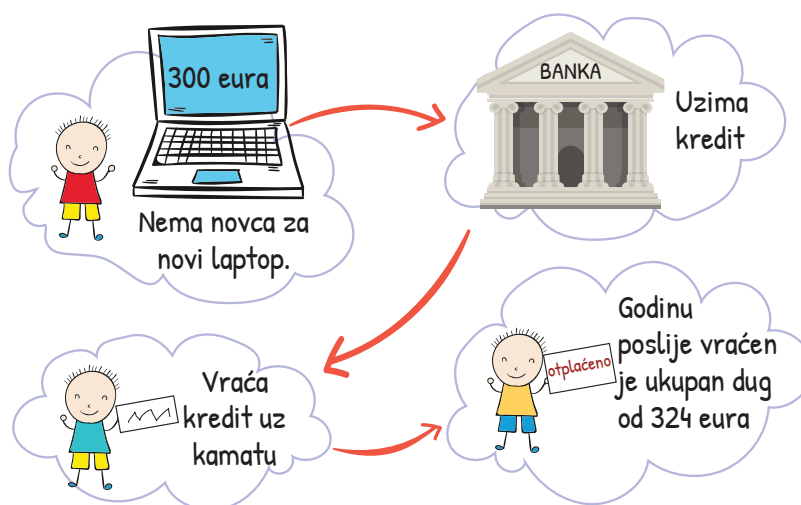 300 eura
Nema novca za
novi laptop.
BANKA
Uzima
kredit
Vraća
kredit uz
kamatu
otplaćeno
Godinu
poslije vraćen
je ukupan dug
od 324 eura